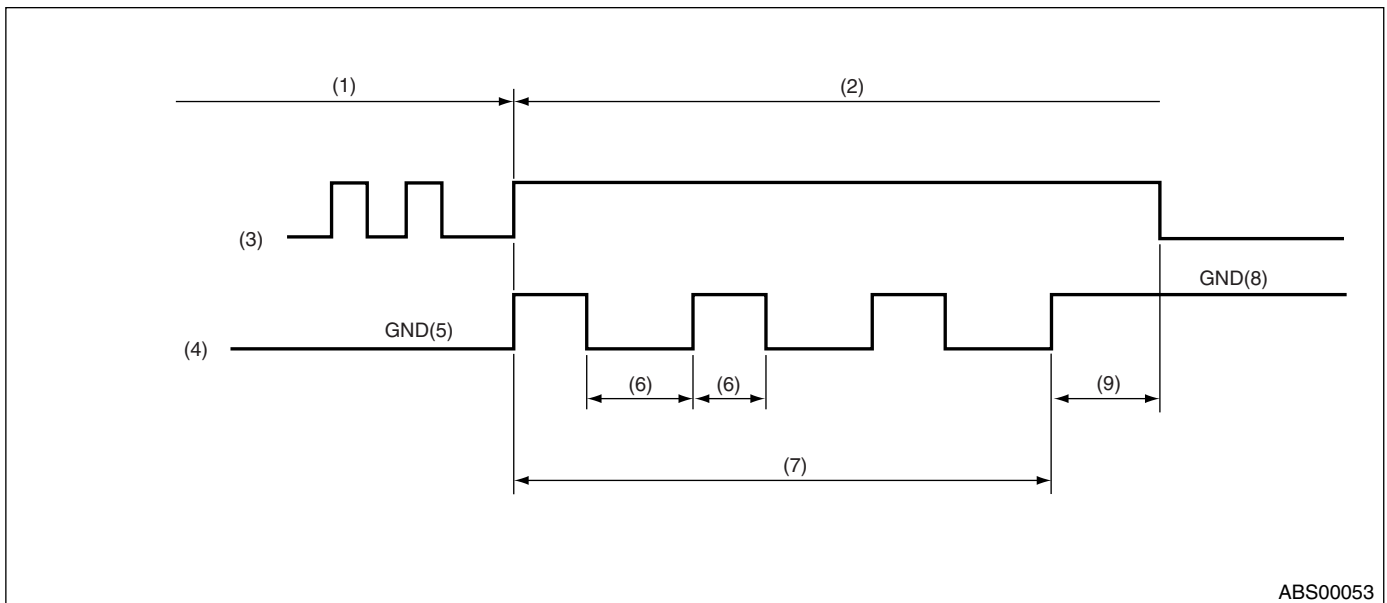 (1)
(2)
(3)
GND(8)
GND(5)
(4)
(6)
(6)
(9)
(7)
ABS00053